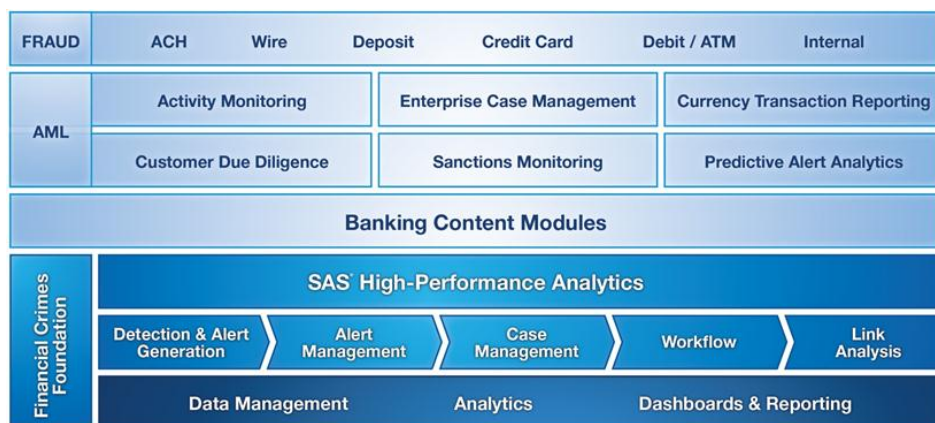 FRAUD ACH Wire Deposit Credit Card Debit / ATM Internal
AML
Activity Monitoring Enterprise Case Management Currency Transaction Reporting
Customer Due Diligence Sanctions Monitoring Predictive Alert Analytics
Banking Content Modules
Financial Crimes
Foundation
SAS® High-Performance Analytics
Detection & Alert
Generation
Alert
Management
Case
Management
Workflow
Link
Analysis
Data Management Analytics Dashboards & Reporting